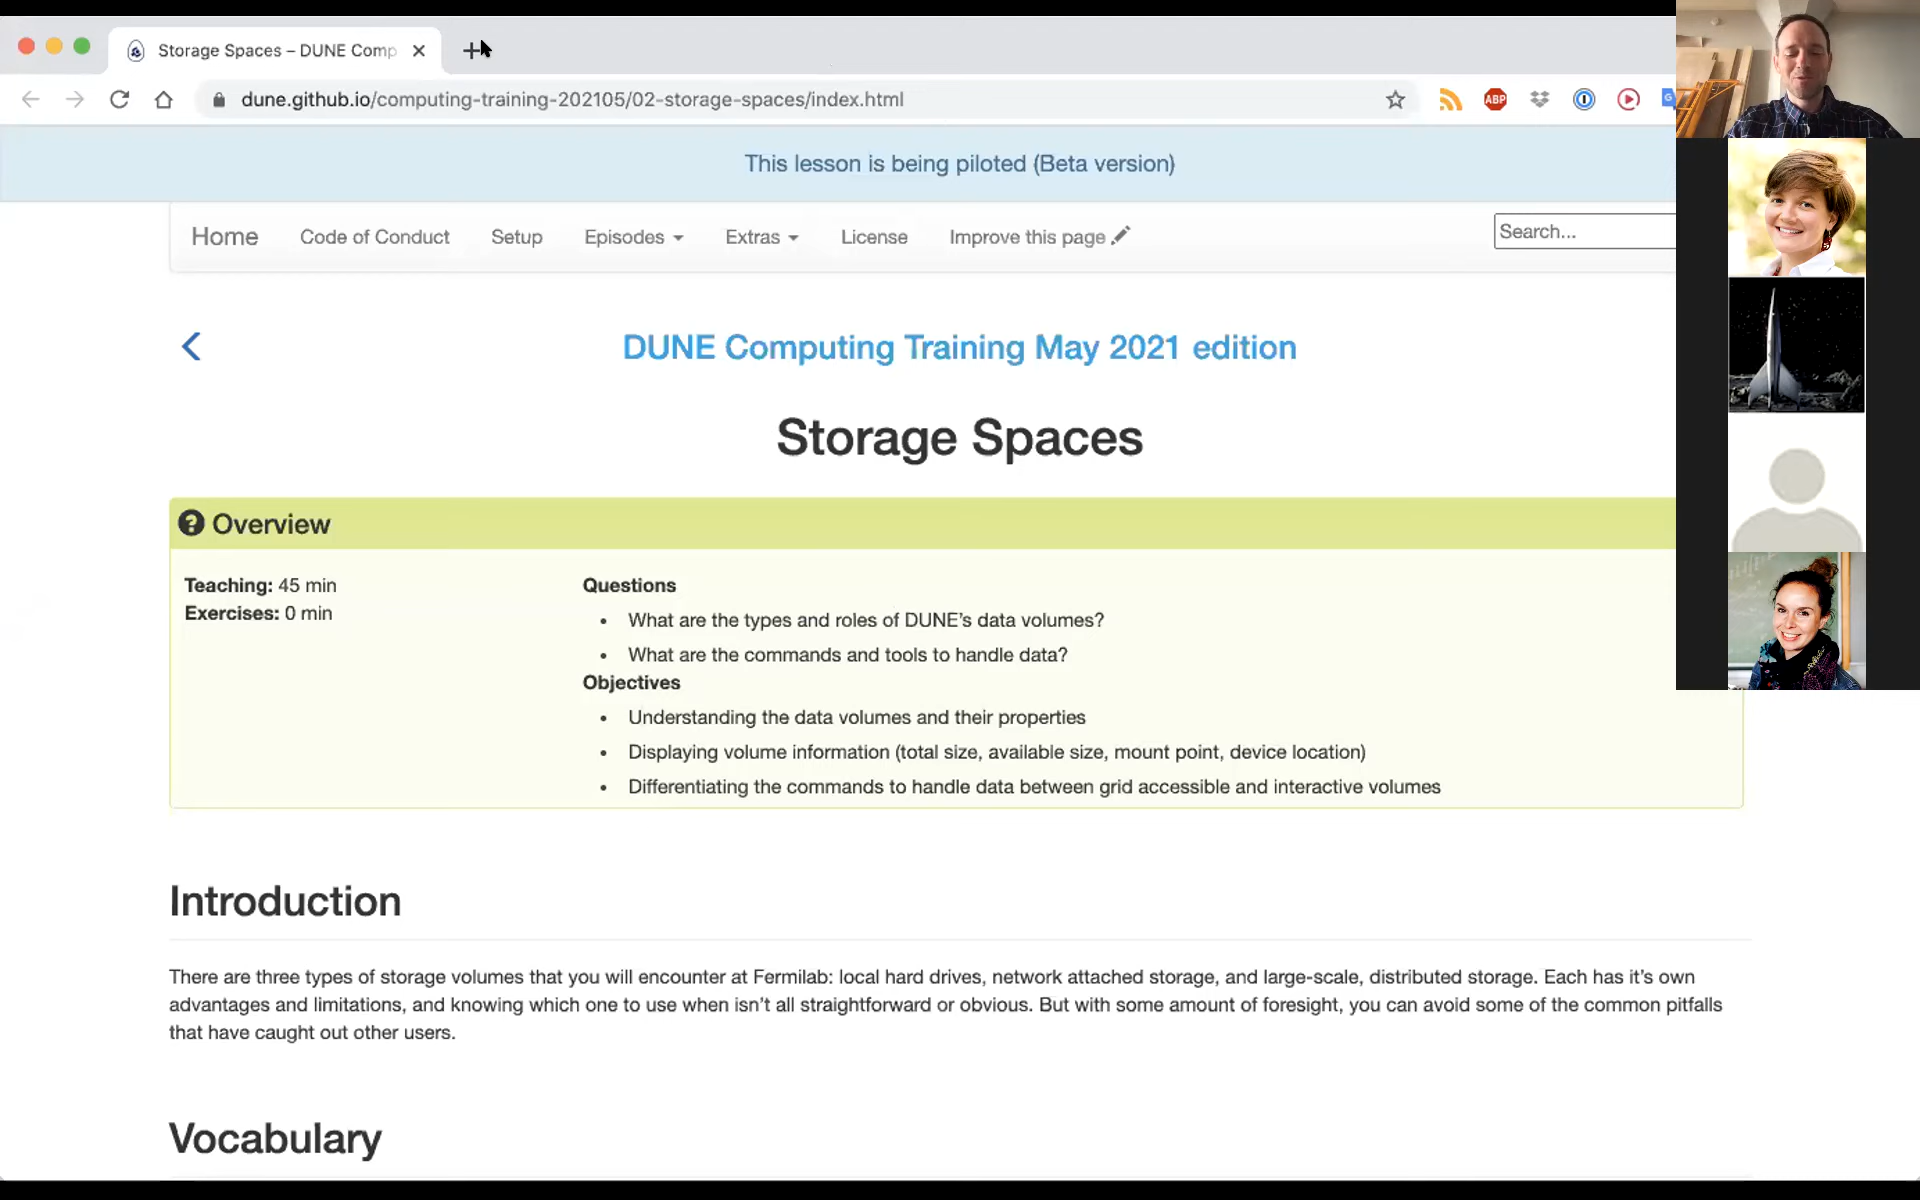 Storage Spaces – DUNE Comp
dune.github.io/computing-training-202105/02-storage-spaces/index.html
ABP
This lesson is being piloted (Beta version)
Home Code of Conduct Setup Episodes Extras License Improve this page Search...
DUNE Computing Training May 2021 edition
Storage Spaces
Overview
Teaching: 45 min
Exercises: 0 min
Questions
• What are the types and roles of DUNE’s data volumes?
• What are the commands and tools to handle data?
Objectives
• Understanding the data volumes and their properties
• Displaying volume information (total size, available size, mount point, device location)
• Differentiating the commands to handle data between grid accessible and interactive volumes
Introduction
There are three types of storage volumes that you will encounter at Fermilab: local hard drives, network attached storage, and large-scale, distributed storage. Each has it’s own
advantages and limitations, and knowing which one to use when isn’t all straightforward or obvious. But with some amount of foresight, you can avoid some of the common pitfalls
that have caught out other users.
Vocabulary